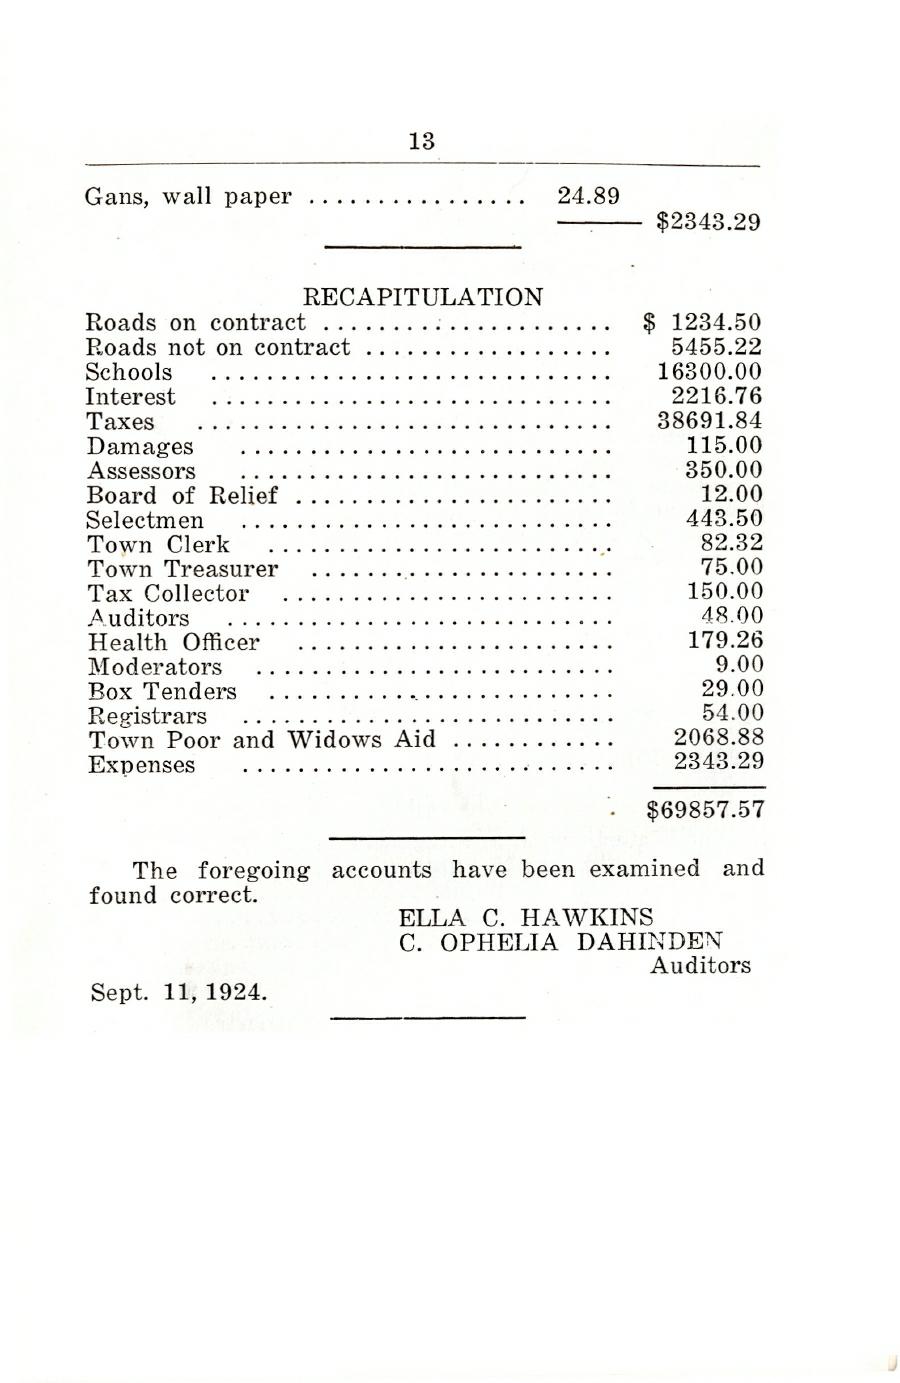 13
Gans, wall paper ................ 24.89
$2343.29
RECAPITULATION
Roads on contract ..................... $ 1234.50
Roads not on contract .................. 5455.22
Schools ............................. 16300.00
Interest ............................. 2216.76
Taxes .............................. 38691.84
Damages ........................... 115.00
Assessors ........................... 350.00
Board of Relief ....................... 12.00
Selectmen ........................... 443.50
Town Clerk ......................... 82.32
Town Treasurer ...................... 75.00
Tax Collector ........................ 150.00
Auditors ............................ 48.00
Health Officer ....................... 179.26
Moderators .......................... 9.00
Box Tenders ......................... 29.00
Registrars ........................... 54.00
Town Poor and Widows Aid ............ 2068.88
Expenses ........................... 2343.29
$69857.57
The foregoing accounts have been examined and
found correct.
ELLA C. HAWKINS
C. OPHELIA DAHINDEN
Auditors
Sept. 11, 1924.